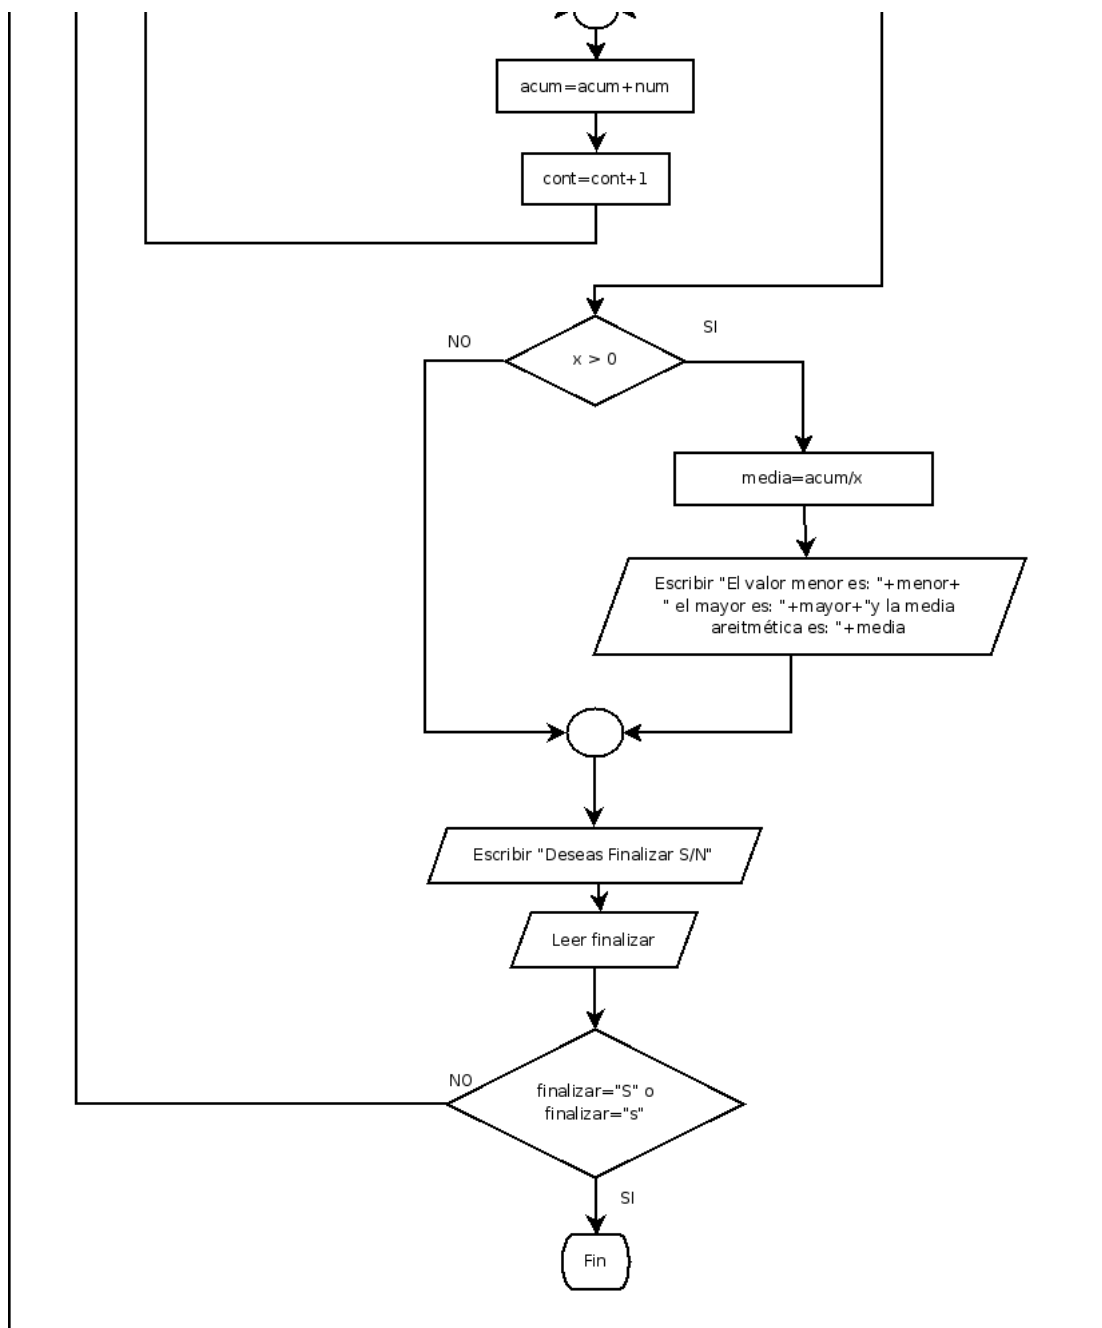 acum=acum+num
cont=cont+1
SI
NO
x > 0
media=acum/x
Escribir "El valor menor es: "+menor+
" el mayor es: "+mayor+"y la media
areitmética es: "+media
Escribir "Deseas Finalizar S/N"
Leer finalizar
NO
finalizar="S" o
finalizar="s"
SI
Fin